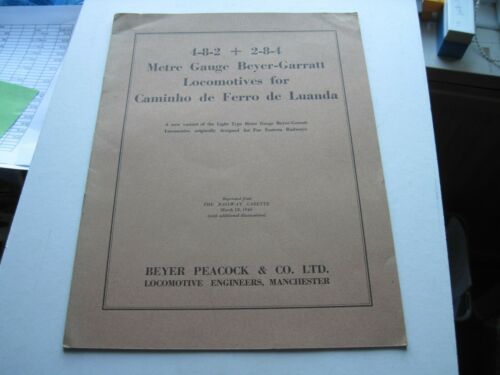 4-8-2 + 2-8-4
Metre Gauge Beyer-Garratt
Locomotives for
Caminho de Ferro de Luanda
A new variant of the Light Type Metre Gauge Beyer-Garratt
Locomotive originally designed for Far Eastern Railways
Reprinted from
THE RAILWAY GAZETTE
March 18,
(with additional illustrations)
BEYER PEACOCK & CO. LTD.
LOCOMOTIVE ENGINEERS, MANCHESTER